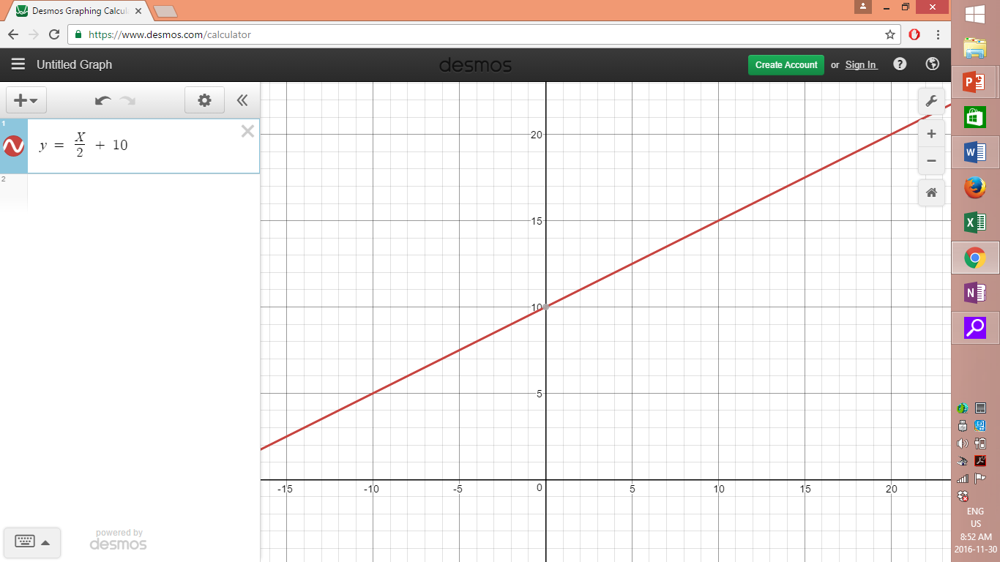 Desmos Graphing Calcul
https://www.desmos.com/calculator
Untitled Graph
desmos
Create Account or Sign In ?
1
y = X/2 + 10
2
20
15
10
5
-15 -10 -5 0 5 10 15 20
powered by
desmos
ENG
US
8:52 AM
2016-11-30